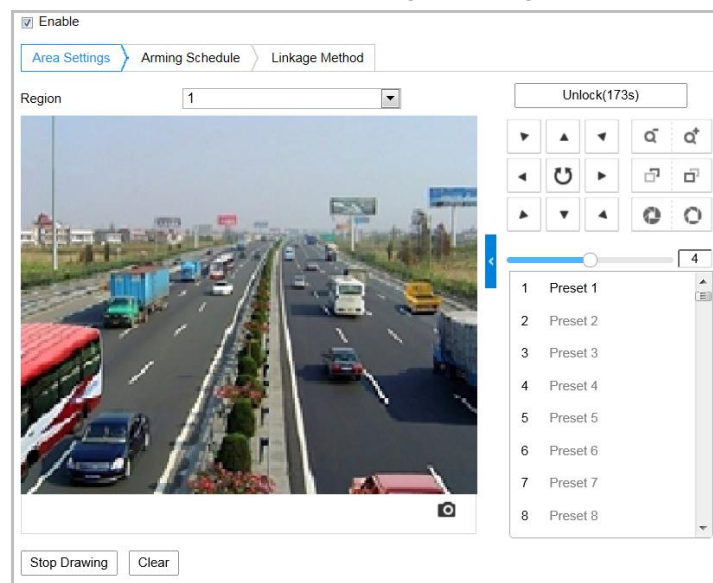 Enable
Area Settings
Arming Schedule
Linkage Method
Region
1
Unlock(173s)
4
1 Preset 1
2 Preset 2
3 Preset 3
4 Preset 4
5 Preset 5
6 Preset 6
7 Preset 7
8 Preset 8
Stop Drawing
Clear